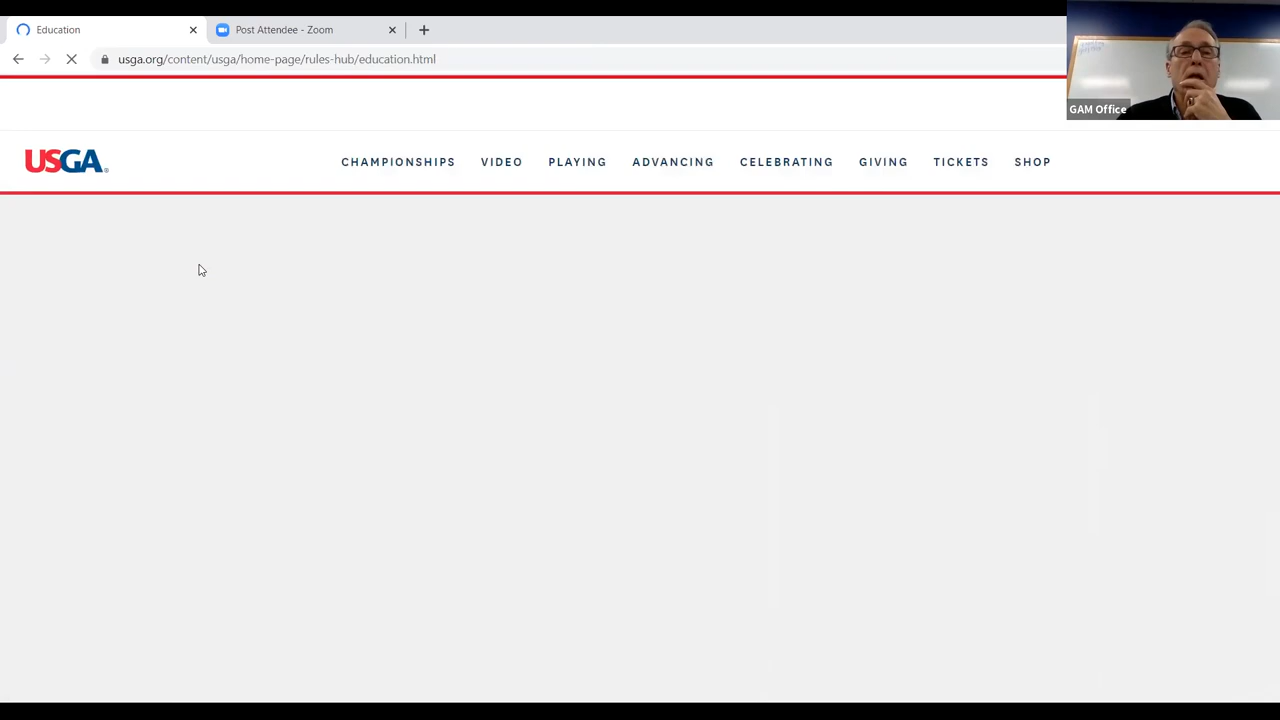 Education
Post Attendee - Zoom
usga.org/content/usga/home-page/rules-hub/education.html
GAM Office
USGA®
CHAMPIONSHIPS VIDEO PLAYING ADVANCING CELEBRATING GIVING TICKETS SHOP